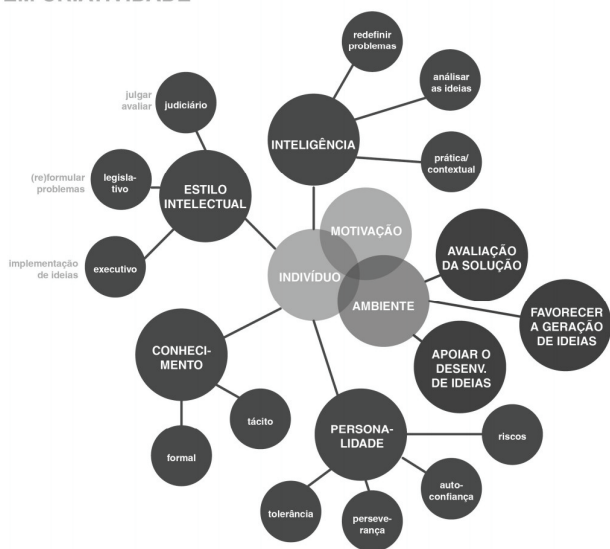 redefinir
problemas
análisar
as ideias
INTELIGÊNCIA
prática/
contextual
julgar
avaliar
judiciário
(re)formular
problemas
legisla-
tivo
ESTILO
INTELECTUAL
implementação
de ideias
executivo
MOTIVAÇÃO
INDIVÍDUO
AMBIENTE
AVALIAÇÃO
DA SOLUÇÃO
FAVORECER
A GERAÇÃO
DE IDEIAS
APOIAR O
DESENV.
DE IDEIAS
CONHECI-
MENTO
tácito
formal
PERSONA-
LIDADE
riscos
auto-
confiança
perseve-
rança
tolerância